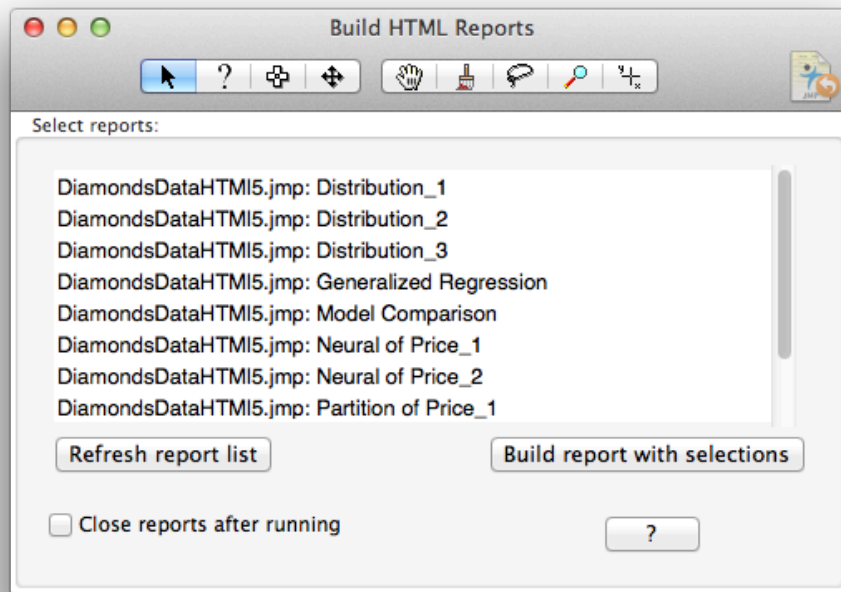 Build HTML Reports
?
JMP
Select reports:
DiamondsDataHTMl5.jmp: Distribution_1
DiamondsDataHTMl5.jmp: Distribution_2
DiamondsDataHTMl5.jmp: Distribution_3
DiamondsDataHTMl5.jmp: Generalized Regression
DiamondsDataHTMl5.jmp: Model Comparison
DiamondsDataHTMl5.jmp: Neural of Price_1
DiamondsDataHTMl5.jmp: Neural of Price_2
DiamondsDataHTMl5.jmp: Partition of Price_1
Refresh report list
Build report with selections
Close reports after running
?